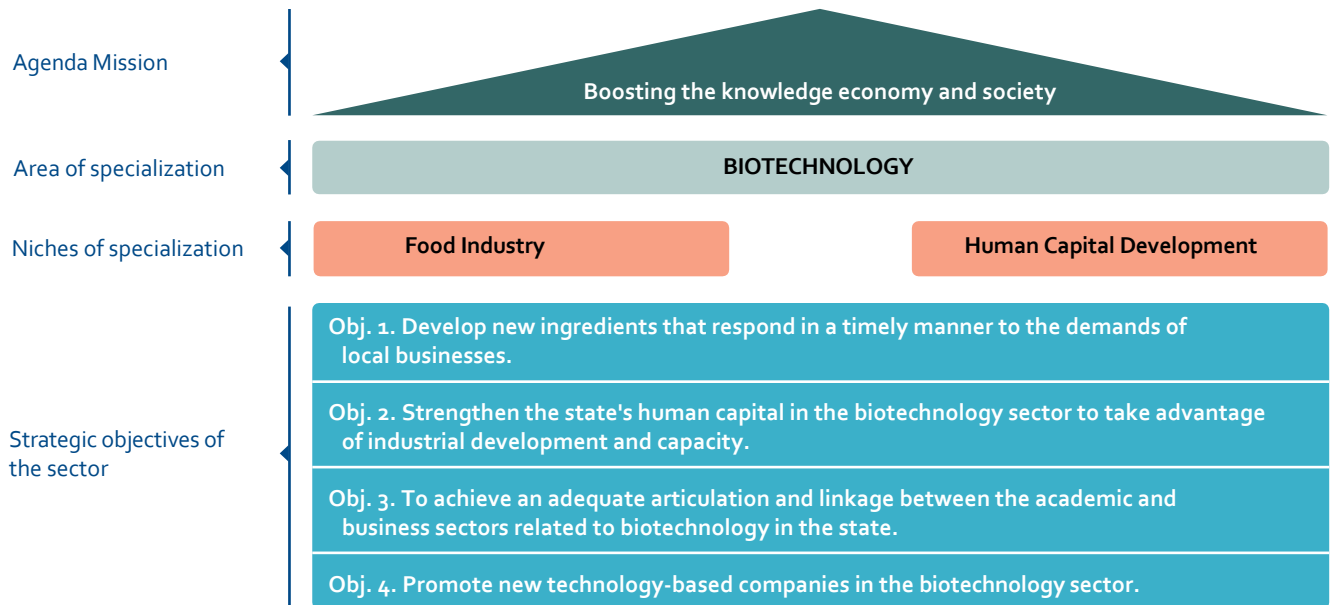 Agenda Mission
Boosting the knowledge economy and society
Area of specialization
BIOTECHNOLOGY
Niches of specialization
Food Industry
Human Capital Development
Strategic objectives of
the sector
Obj. 1. Develop new ingredients that respond in a timely manner to the demands of
local businesses.
Obj. 2. Strengthen the state's human capital in the biotechnology sector to take advantage
of industrial development and capacity.
Obj. 3. To achieve an adequate articulation and linkage between the academic and
business sectors related to biotechnology in the state.
Obj. 4. Promote new technology-based companies in the biotechnology sector.